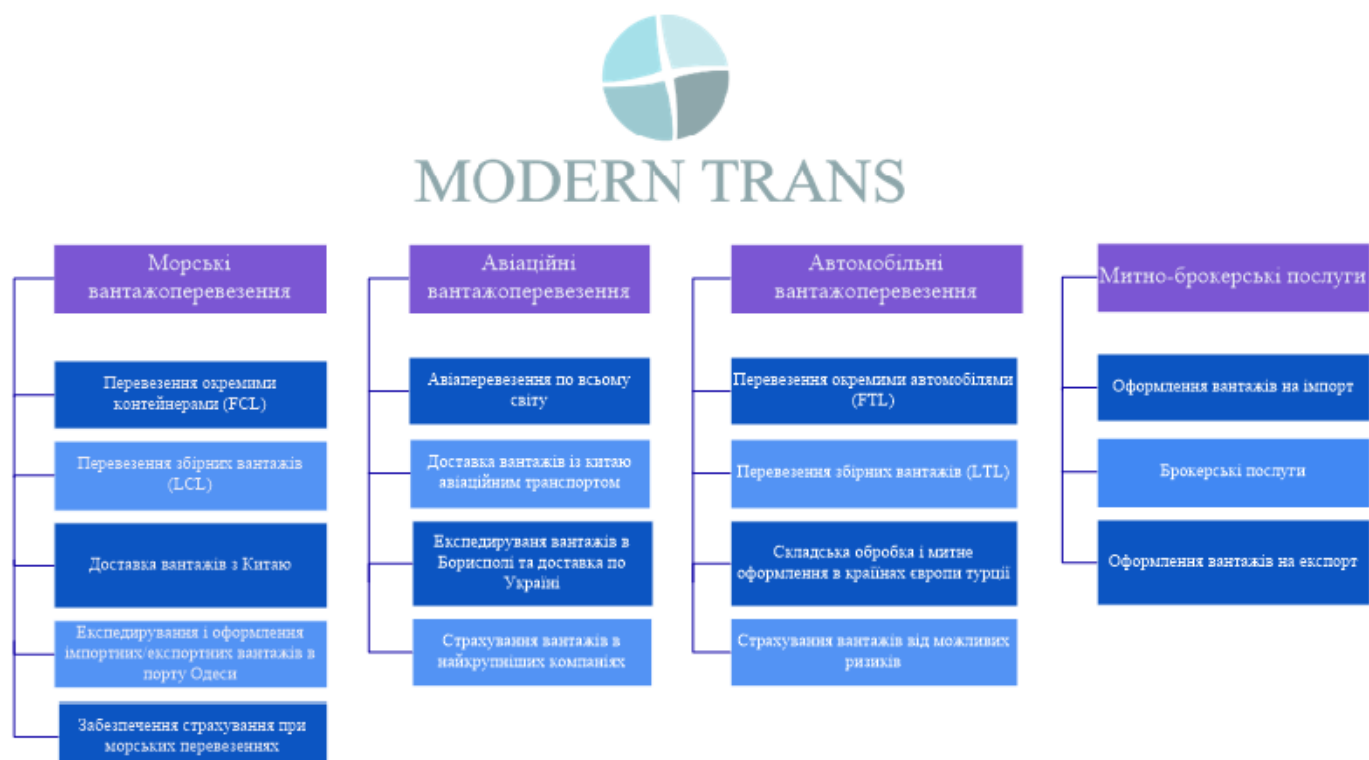 MODERN TRANS
Морські
вантажоперевезення
Перевезення окремими
контейнерами (FCL)
Перевезення збірних вантажів
(LCL)
Доставка вантажів з Китаю
Експедирування і оформлення
імпортних/експортних вантажів в
порту Одеси
Забезпечення страхування при
морських перевезеннях
Авіаційні
вантажоперевезення
Авіаперевезення по всьому
світу
Доставка вантажів із китаю
авіаційним транспортом
Експедируваня вантажів в
Борисполі та доставка по
Україні
Страхування вантажів в
найкрупніших компаніях
Автомобільні
вантажоперевезення
Перевезення окремими автомобілями
(FTL)
Перевезення збірних вантажів (LTL)
Складська обробка і митне
оформлення в країнах європи турції
Страхування вантажів від можливих
ризиків
Митно-брокерські послуги
Оформлення вантажів на імпорт
Брокерські послуги
Оформлення вантажів на експорт